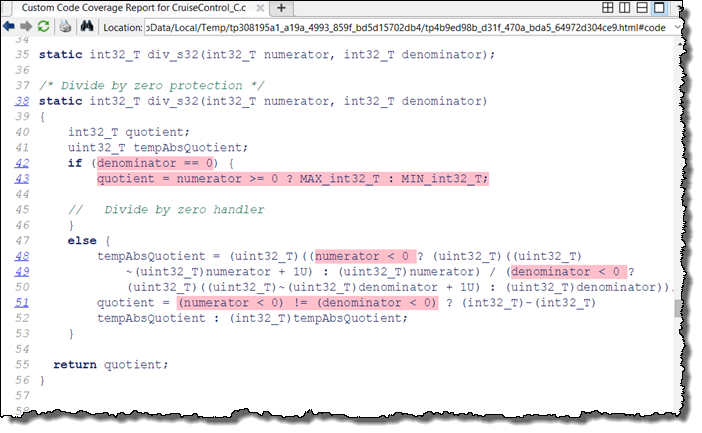 Custom Code Coverage Report for CruiseControl_C.c
Location: pData/Local/Temp/tp308195a1_a19a_4993_859f_bd5d15702db4/tp4b9ed98b_d31f_470a_bda5_64972d304ce9.html#code
34
35 static int32_T div_s32(int32_T numerator, int32_T denominator);
36
37 /* Divide by zero protection */
38 static int32_T div_s32(int32_T numerator, int32_T denominator)
39 {
40 int32_T quotient;
41 uint32_T tempAbsQuotient;
42 if (denominator == 0) {
43 quotient = numerator >= 0 ? MAX_int32_T : MIN_int32_T;
44
45 // Divide by zero handler
46 }
47 else {
48 tempAbsQuotient = (uint32_T)((numerator < 0 ? (uint32_T)((uint32_T)
49 ~(uint32_T)numerator + 1U) : (uint32_T)numerator) / (denominator < 0 ?
50 (uint32_T)((uint32_T)~(uint32_T)denominator + 1U) : (uint32_T)denominator)).
51 quotient = (numerator < 0) != (denominator < 0) ? (int32_T)-(int32_T)
52 tempAbsQuotient : (int32_T)tempAbsQuotient;
53 }
54
55 return quotient;
56 }
57